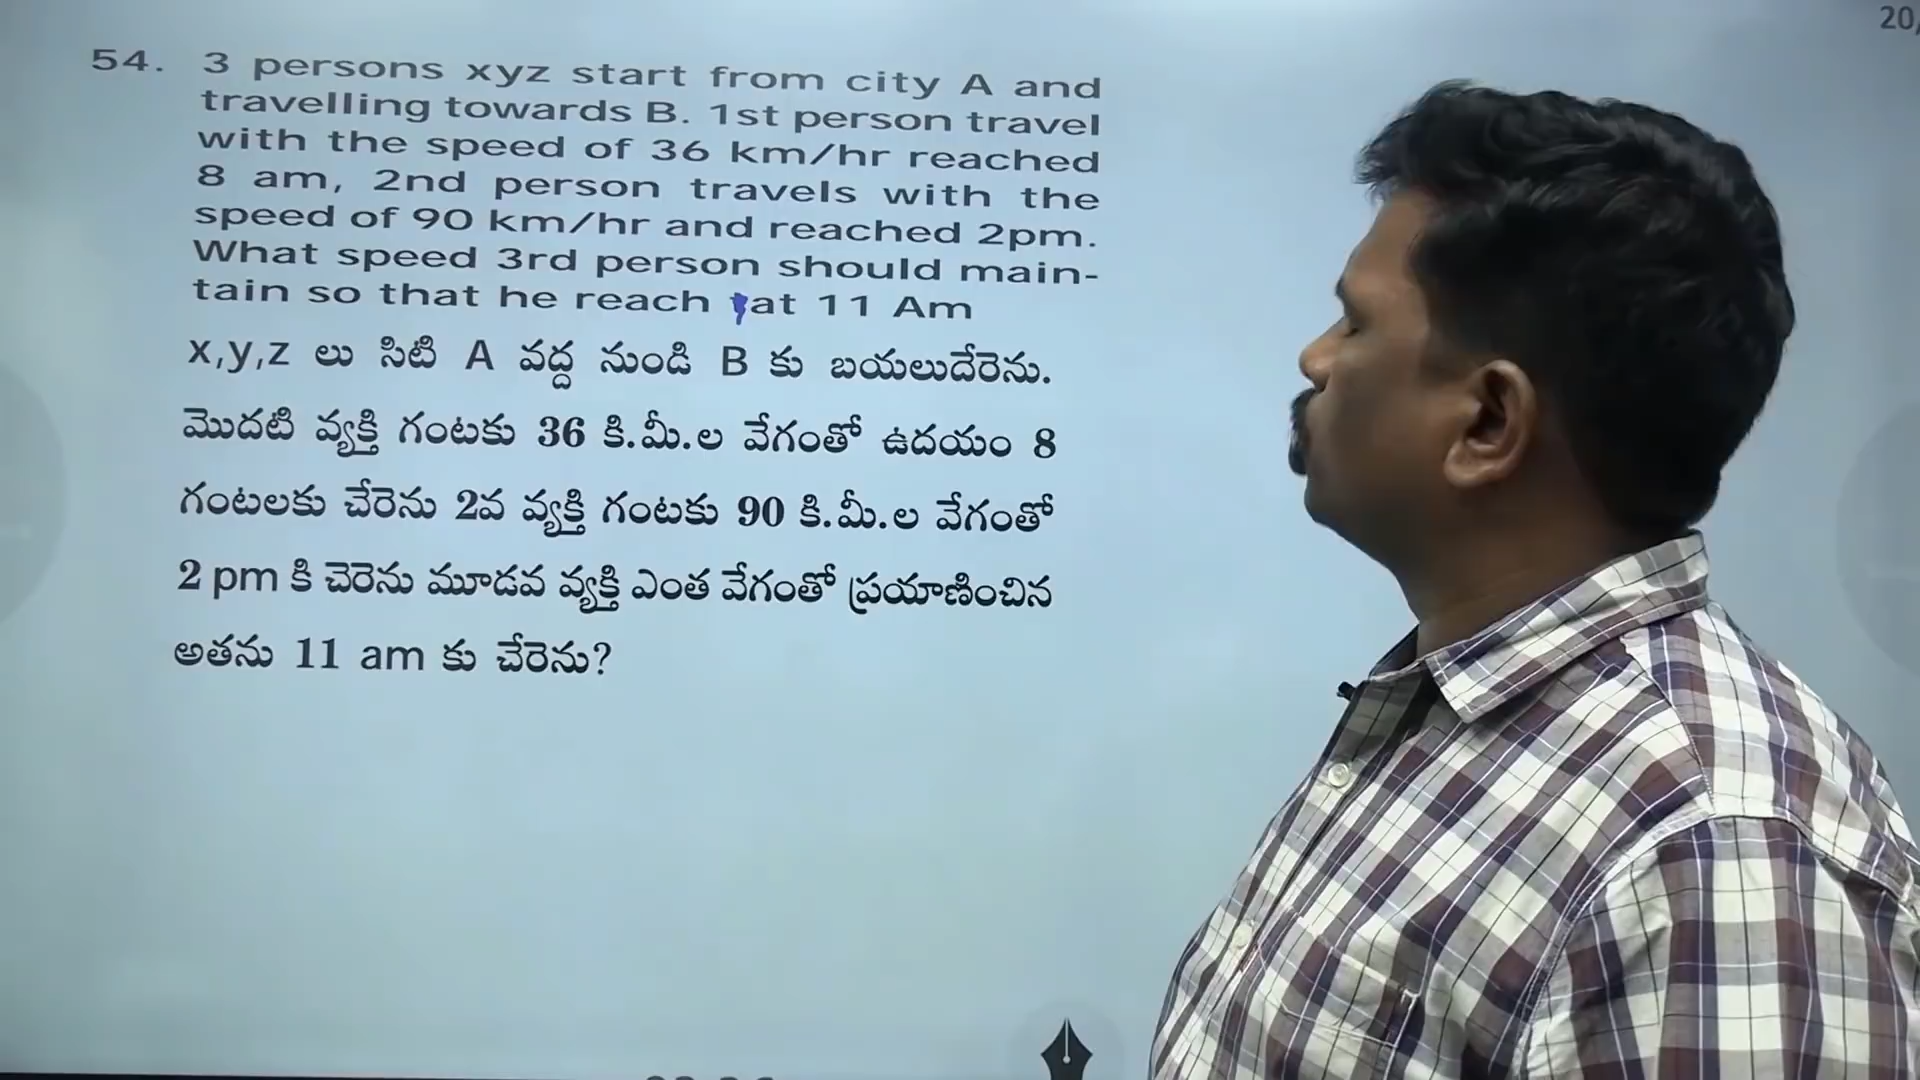 20
54. 3 persons xyz start from city A and
travelling towards B. 1st person travel
with the speed of 36 km/hr reached
8 am, 2nd person travels with the
speed of 90 km/hr and reached 2pm.
What speed 3rd person should main-
tain so that he reach at 11 Am
x,y,z లు సిటి A వద్ద నుండి B కు బయలుదేరెను.
మొదటి వ్యక్తి గంటకు 36 కి.మీ.ల వేగంతో ఉదయం 8
గంటలకు చేరెను 2వ వ్యక్తి గంటకు 90 కి.మీ.ల వేగంతో
2 pm కి చెరెను మూడవ వ్యక్తి ఎంత వేగంతో ప్రయాణించిన
అతను 11 am కు చేరెను?